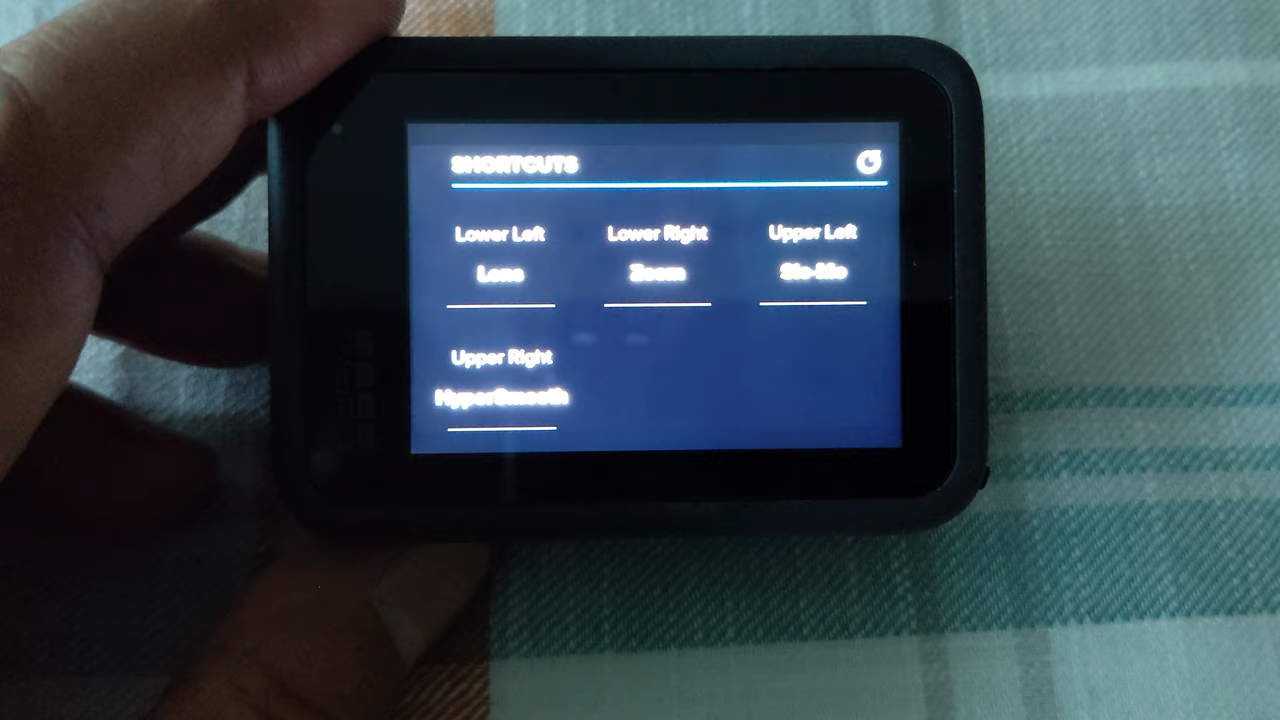 SHORTCUTS
Lower Left Lower Right Upper Left
Lens Zoom Slo-Mo
Upper Right
HyperSmooth